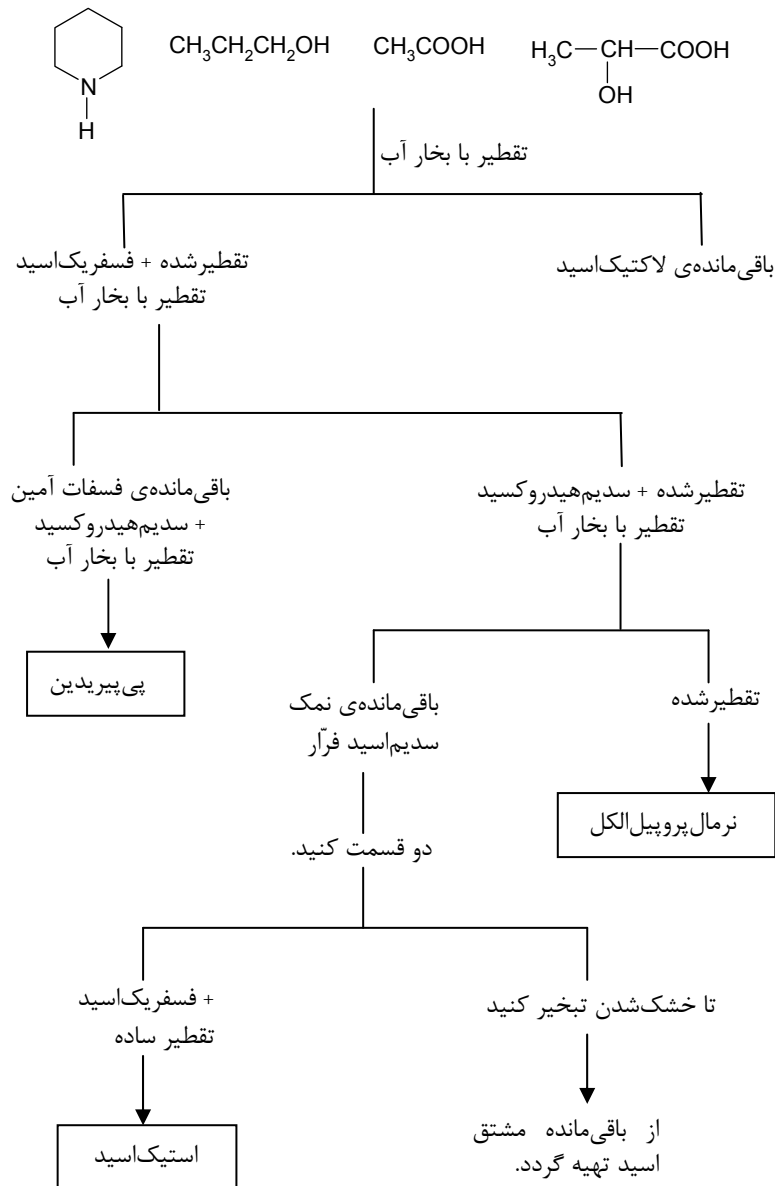 N
H
CH3CH2CH2OH
CH3COOH
H3C—CH—COOH
OH
تقطیر با بخار آب
تقطیرشده + فسفریک‌اسید
تقطیر با بخار آب
باقی‌مانده‌ی لاکتیک‌اسید
باقی‌مانده‌ی فسفات آمین
+ سدیم‌هیدروکسید
تقطیر با بخار آب
تقطیرشده + سدیم‌هیدروکسید
تقطیر با بخار آب
پی‌پیریدین
باقی‌مانده‌ی نمک
سدیم‌اسید فرّار
تقطیرشده
نرمال‌پروپیل‌الکل
دو قسمت کنید.
+ فسفریک‌اسید
تقطیر ساده
تا خشک‌شدن تبخیر کنید
استیک‌اسید
از باقی‌مانده مشتق
اسید تهیه گردد.